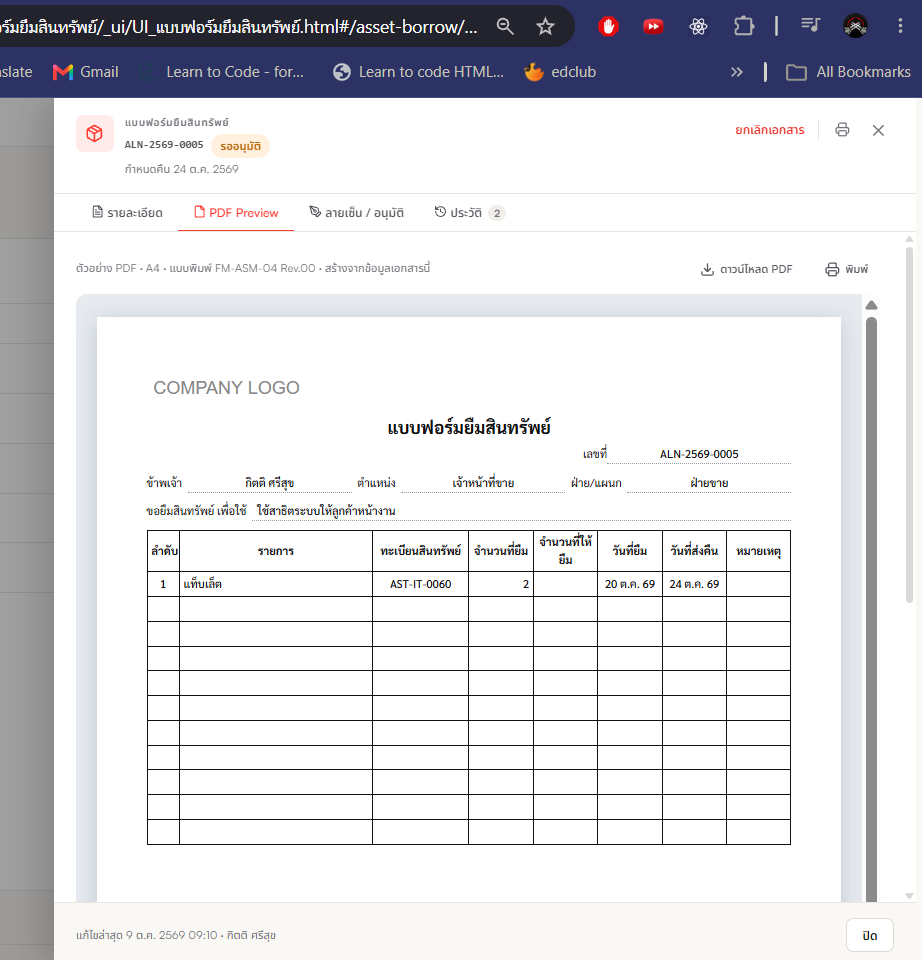 ร์มยืมสินทรัพย์/_ui/UI_แบบฟอร์มยืมสินทรัพย์.html#/asset-borrow/...
slate Gmail Learn to Code - for... Learn to code HTML... edclub » All Bookmarks
แบบฟอร์มยืมสินทรัพย์
ALN-2569-0005 รออนุมัติ
กำหนดคืน 24 ต.ค. 2569
ยกเลิกเอกสาร
รายละเอียด PDF Preview ลายเซ็น / อนุมัติ ประวัติ 2
ตัวอย่าง PDF • A4 • แบบพิมพ์ FM-ASM-04 Rev.00 • สร้างจากข้อมูลเอกสารนี้ ดาวน์โหลด PDF พิมพ์
COMPANY LOGO
แบบฟอร์มยืมสินทรัพย์
เลขที่ ALN-2569-0005
ข้าพเจ้า กิตติ ศรีสุข ตำแหน่ง เจ้าหน้าที่ขาย ฝ่าย/แผนก ฝ่ายขาย
ขอยืมสินทรัพย์ เพื่อใช้ ใช้สาธิตระบบให้ลูกค้าหน้างาน
ลำดับ รายการ ทะเบียนสินทรัพย์ จำนวนที่ยืม จำนวนที่ให้ยืม วันที่ยืม วันที่ส่งคืน หมายเหตุ
1 แท็บเล็ต AST-IT-0060 2 20 ต.ค. 69 24 ต.ค. 69
แก้ไขล่าสุด 9 ต.ค. 2569 09:10 • กิตติ ศรีสุข ปิด